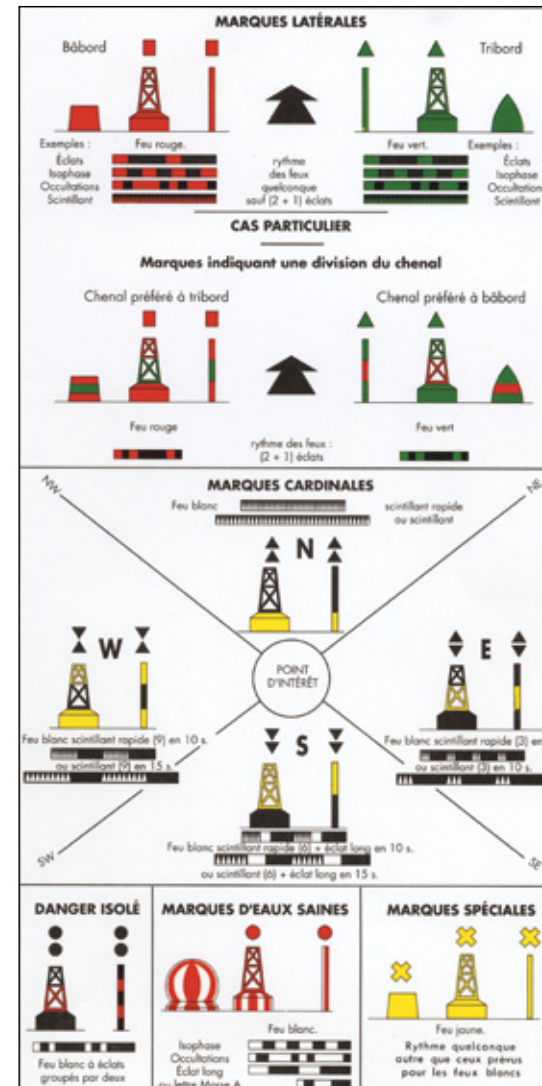 MARQUES LATÉRALES
Bâbord
Tribord
Exemples :
Feu rouge.
Feu vert.
Exemples :
Éclats
Isophase
Occultations
Scintillant
rythme
des feux
quelconque
sauf (2 + 1) éclats
Éclats
Isophase
Occultations
Scintillant
CAS PARTICULIER
Marques indiquant une division du chenal
Chenal préféré à tribord
Chenal préféré à bâbord
Feu rouge
rythme des feux :
(2 + 1) éclats
Feu vert
NW
MARQUES CARDINALES
NE
Feu blanc
scintillant rapide
ou scintillant
N
W
POINT
D'INTÉRÊT
E
Feu blanc scintillant rapide (9) en 10 s.
ou scintillant (9) en 15 s.
Feu blanc scintillant rapide (3) en
ou scintillant (3) en 10 s.
S
Feu blanc scintillant rapide (6) + éclat long en 10 s.
ou scintillant (6) + éclat long en 15 s.
SW
SE
DANGER ISOLÉ
Feu blanc à éclats
groupés par deux
MARQUES D'EAUX SAINES
Feu blanc.
Isophase
Occultations
Éclat long
ou lettre Morse A
MARQUES SPÉCIALES
Feu jaune.
Rythme quelconque
autre que ceux prévus
pour les feux blancs